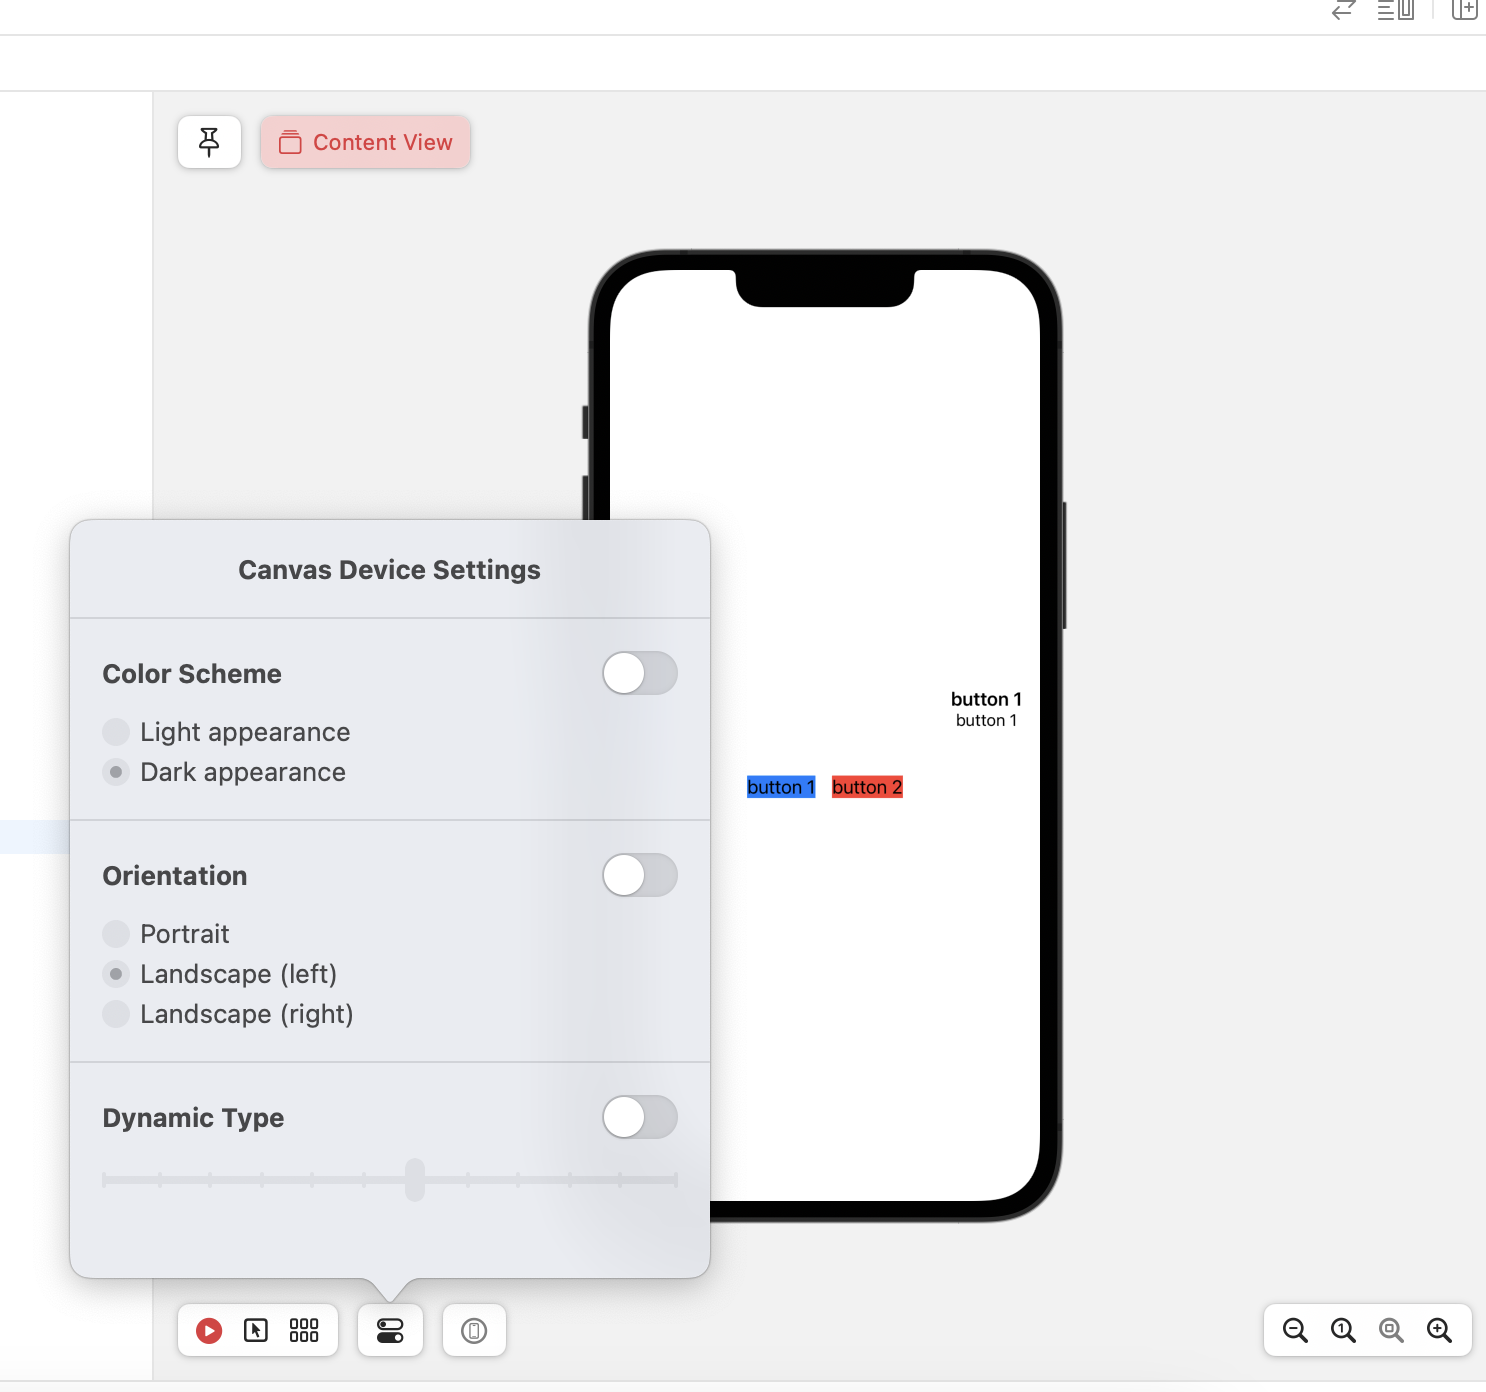 Content View
button 1
button 1
button 1 button 2
Canvas Device Settings
Color Scheme
Light appearance
Dark appearance
Orientation
Portrait
Landscape (left)
Landscape (right)
Dynamic Type
1